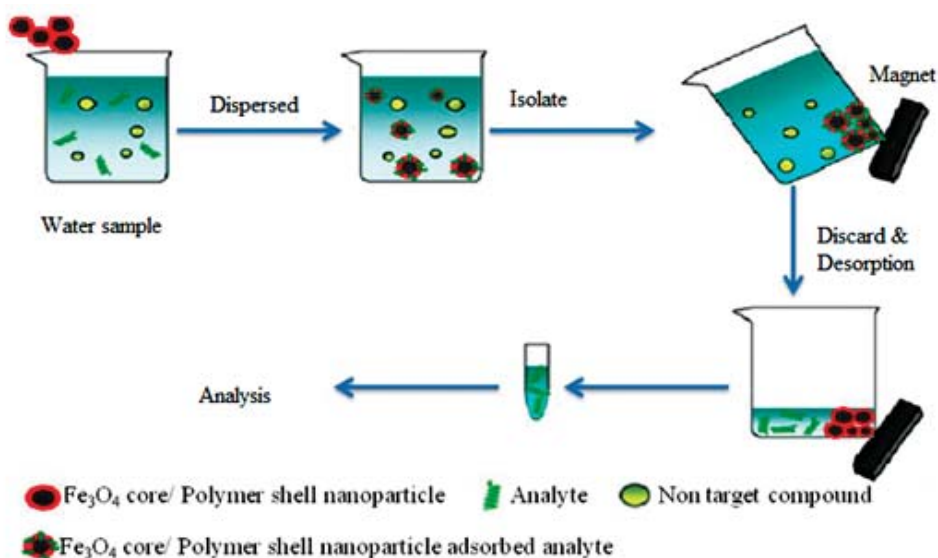 Dispersed
Isolate
Magnet
Water sample
Discard &
Desorption
Analysis
Fe₃O₄ core/ Polymer shell nanoparticle
Analyte
Non target compound
Fe₃O₄ core/ Polymer shell nanoparticle adsorbed analyte